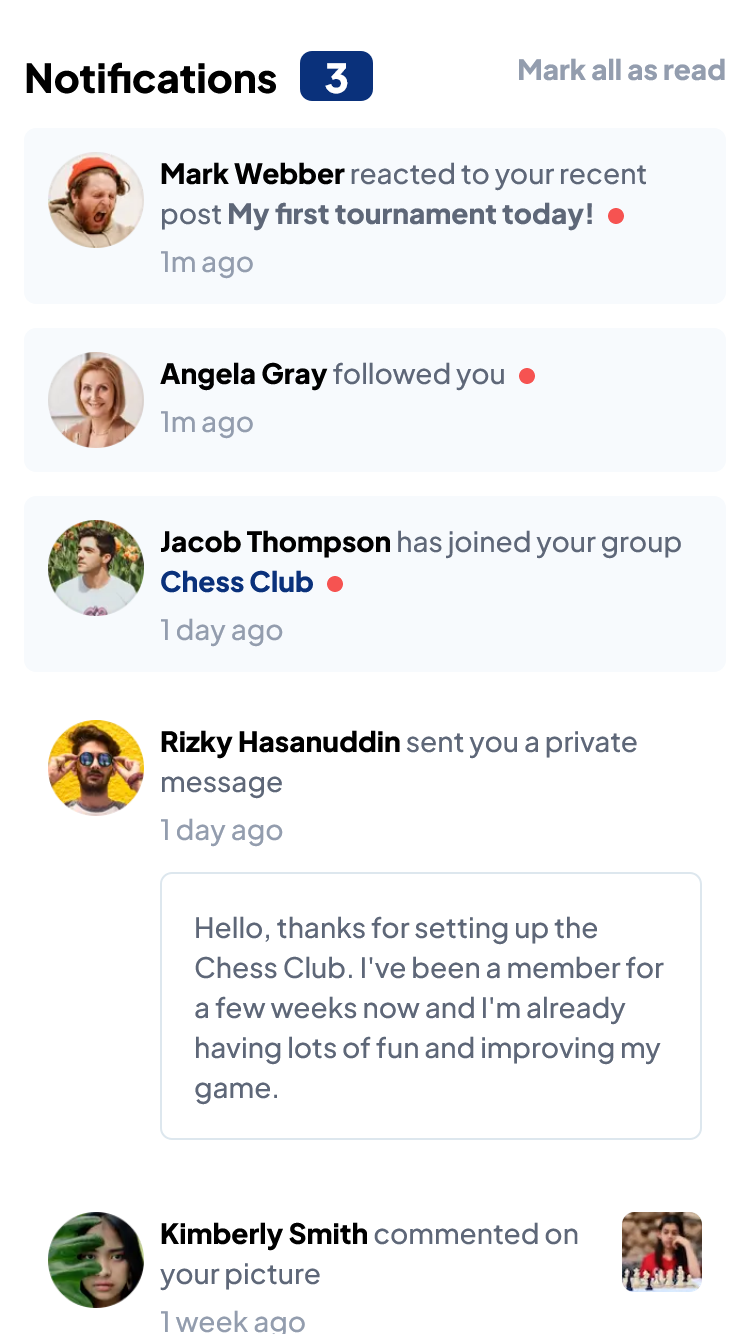 Notifications 3 Mark all as read
Mark Webber reacted to your recent
post My first tournament today!
1m ago
Angela Gray followed you
1m ago
Jacob Thompson has joined your group
Chess Club
1 day ago
Rizky Hasanuddin sent you a private
message
1 day ago
Hello, thanks for setting up the
Chess Club. I've been a member for
a few weeks now and I'm already
having lots of fun and improving my
game.
Kimberly Smith commented on
your picture
1 week ago